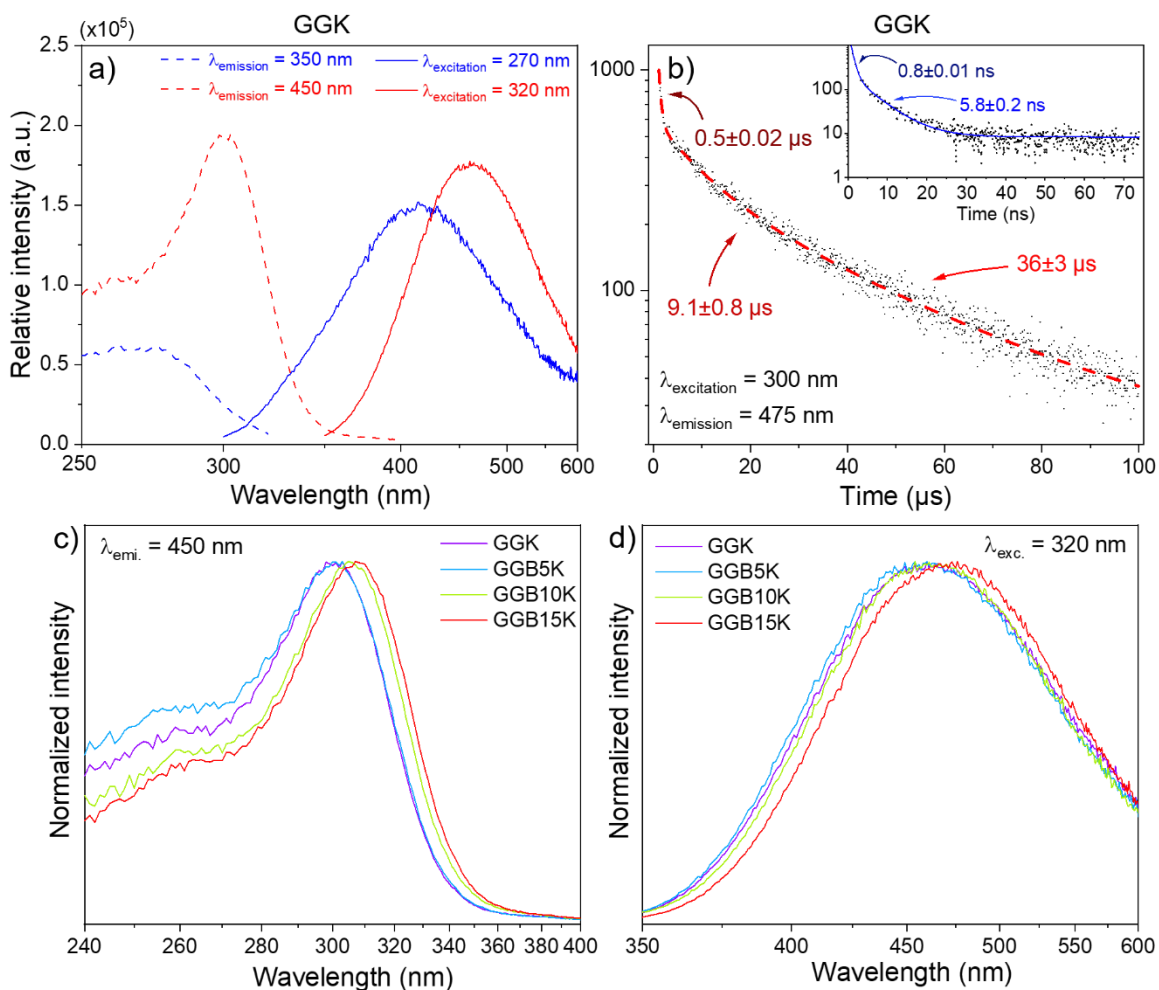 GGK
(x10⁵)
a)
λemission = 350 nm
λexcitation = 270 nm
λemission = 450 nm
λexcitation = 320 nm
2.5
2.0
1.5
1.0
0.5
0.0
Relative intensity (a.u.)
250
300
400
500
600
Wavelength (nm)
GGK
b)
1000
100
0.5±0.02 µs
9.1±0.8 µs
36±3 µs
λexcitation = 300 nm
λemission = 475 nm
0
20
40
60
80
100
Time (µs)
0.8±0.01 ns
5.8±0.2 ns
100
10
1
0
10
20
30
40
50
60
70
Time (ns)
c)
λemi. = 450 nm
GGK
GGB5K
GGB10K
GGB15K
Normalized intensity
240
260
280
300
320
340
360
380
400
Wavelength (nm)
d)
λexc. = 320 nm
GGK
GGB5K
GGB10K
GGB15K
Normalized intensity
350
400
450
500
550
600
Wavelength (nm)